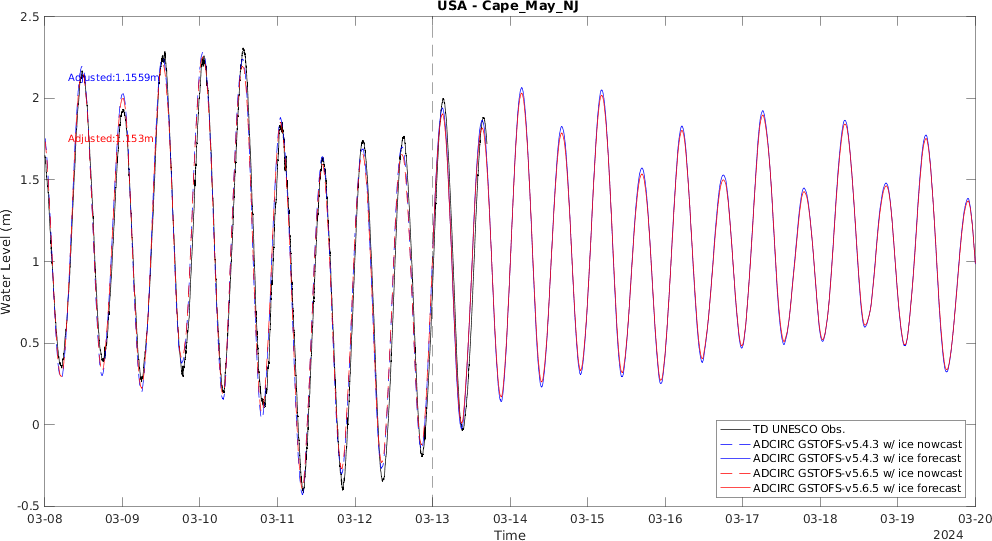 USA - Cape_May_NJ
2.5
2
1.5
1
0.5
0
-0.5
Water Level (m)
Adjusted:1.1559m
Adjusted:1.153m
TD UNESCO Obs.
ADCIRC GSTOFS-v5.4.3 w/ ice nowcast
ADCIRC GSTOFS-v5.4.3 w/ ice forecast
ADCIRC GSTOFS-v5.6.5 w/ ice nowcast
ADCIRC GSTOFS-v5.6.5 w/ ice forecast
03-08 03-09 03-10 03-11 03-12 03-13 03-14 03-15 03-16 03-17 03-18 03-19 03-20
Time
2024